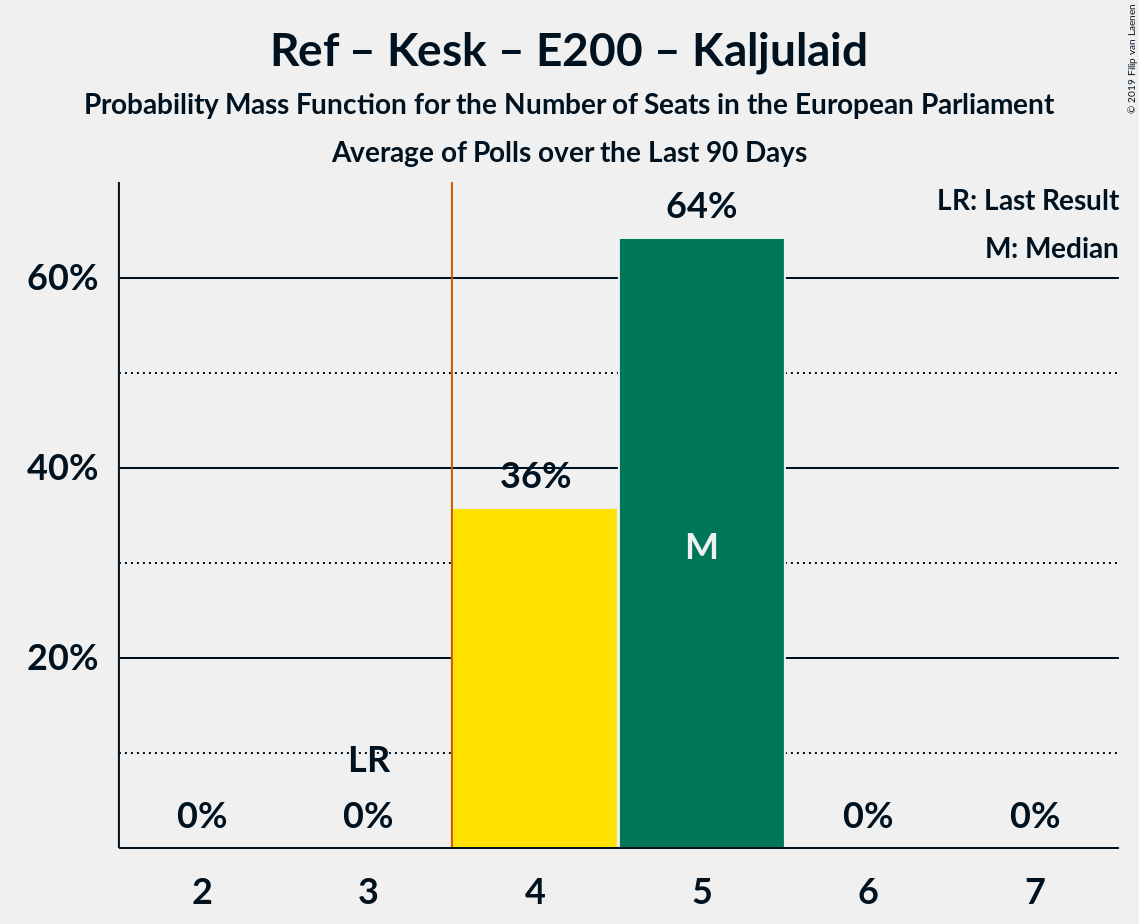 Ref – Kesk – E200 – Kaljulaid
Probability Mass Function for the Number of Seats in the European Parliament
Average of Polls over the Last 90 Days
© 2019 Filip van Laenen
LR: Last Result
M: Median
64%
60%
40%
36%
M
20%
LR
0%
0%
0%
0%
2
3
4
5
6
7